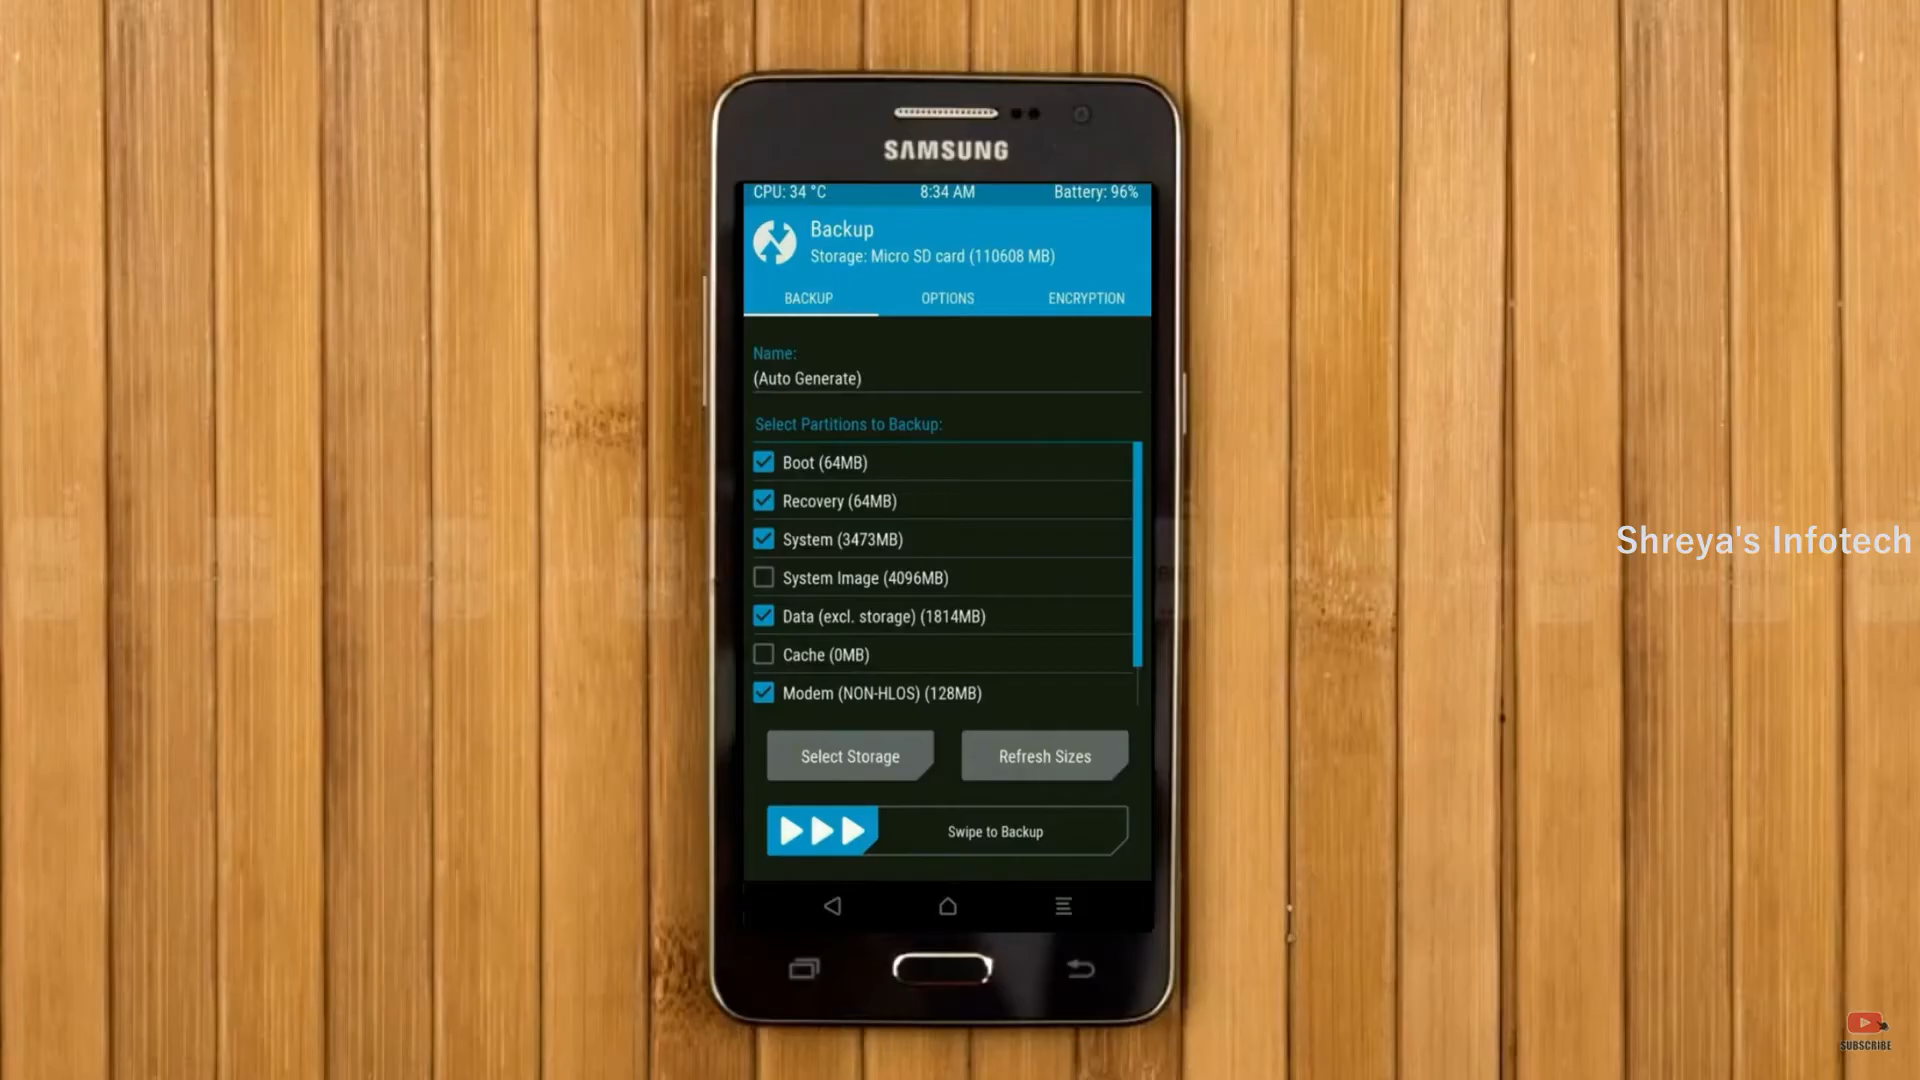 SAMSUNG
CPU: 34 °C 8:34 AM Battery: 96%
Backup
Storage: Micro SD card (110608 MB)
BACKUP OPTIONS ENCRYPTION
Name:
(Auto Generate)
Select Partitions to Backup:
Boot (64MB)
Recovery (64MB)
System (3473MB)
System Image (4096MB)
Data (excl. storage) (1814MB)
Cache (0MB)
Modem (NON-HLOS) (128MB)
Select Storage Refresh Sizes
Swipe to Backup
Shreya's Infotech
SUBSCRIBE